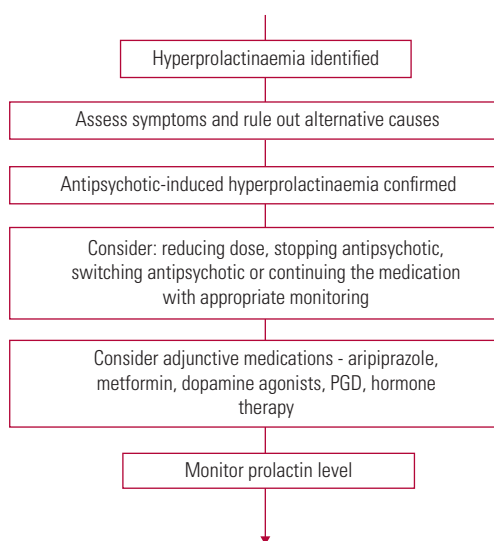 Hyperprolactinaemia identified
Assess symptoms and rule out alternative causes
Antipsychotic-induced hyperprolactinaemia confirmed
Consider: reducing dose, stopping antipsychotic,
switching antipsychotic or continuing the medication
with appropriate monitoring
Consider adjunctive medications - aripiprazole,
metformin, dopamine agonists, PGD, hormone
therapy
Monitor prolactin level